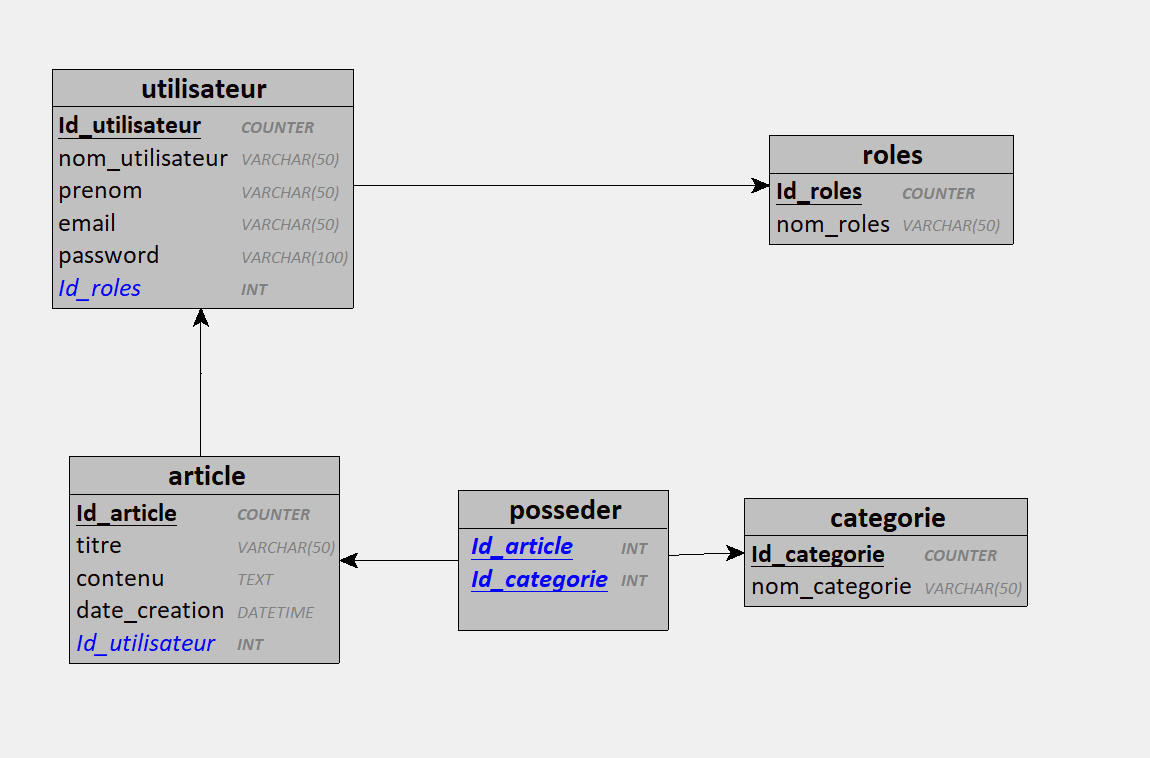 utilisateur
Id_utilisateur COUNTER
nom_utilisateur VARCHAR(50)
prenom VARCHAR(50)
email VARCHAR(50)
password VARCHAR(100)
Id_roles INT
roles
Id_roles COUNTER
nom_roles VARCHAR(50)
article
Id_article COUNTER
titre VARCHAR(50)
contenu TEXT
date_creation DATETIME
Id_utilisateur INT
posseder
Id_article INT
Id_categorie INT
categorie
Id_categorie COUNTER
nom_categorie VARCHAR(50)